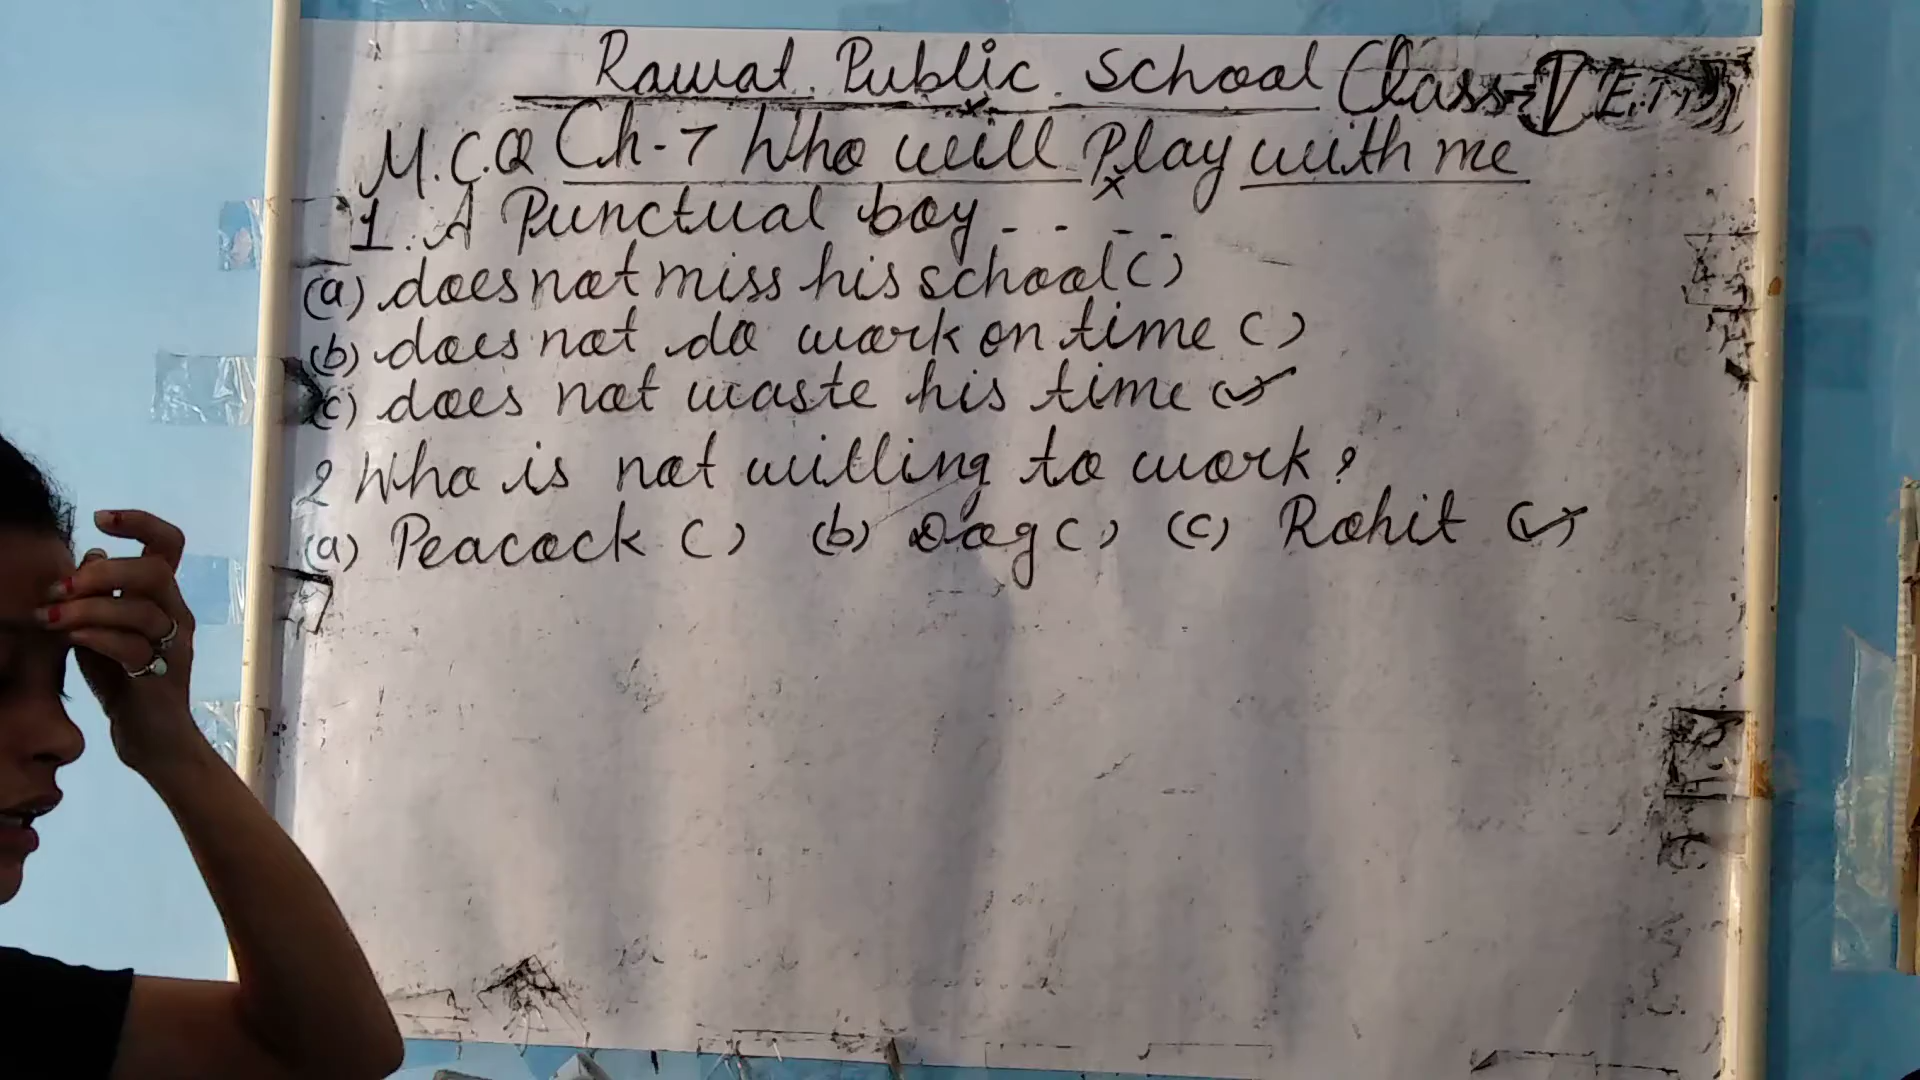 Rawat Public School Class-V
M.C.Q Ch-7 Who will Play with me
1. A Punctual boy - - - -
(a) does not miss his school ( )
(b) does not do work on time ( )
(c) does not waste his time (✓)
2 Who is not willing to work?
(a) Peacock ( ) (b) Dog ( ) (c) Rohit (✓)